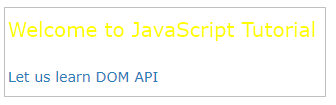 Welcome to JavaScript Tutorial
Let us learn DOM API